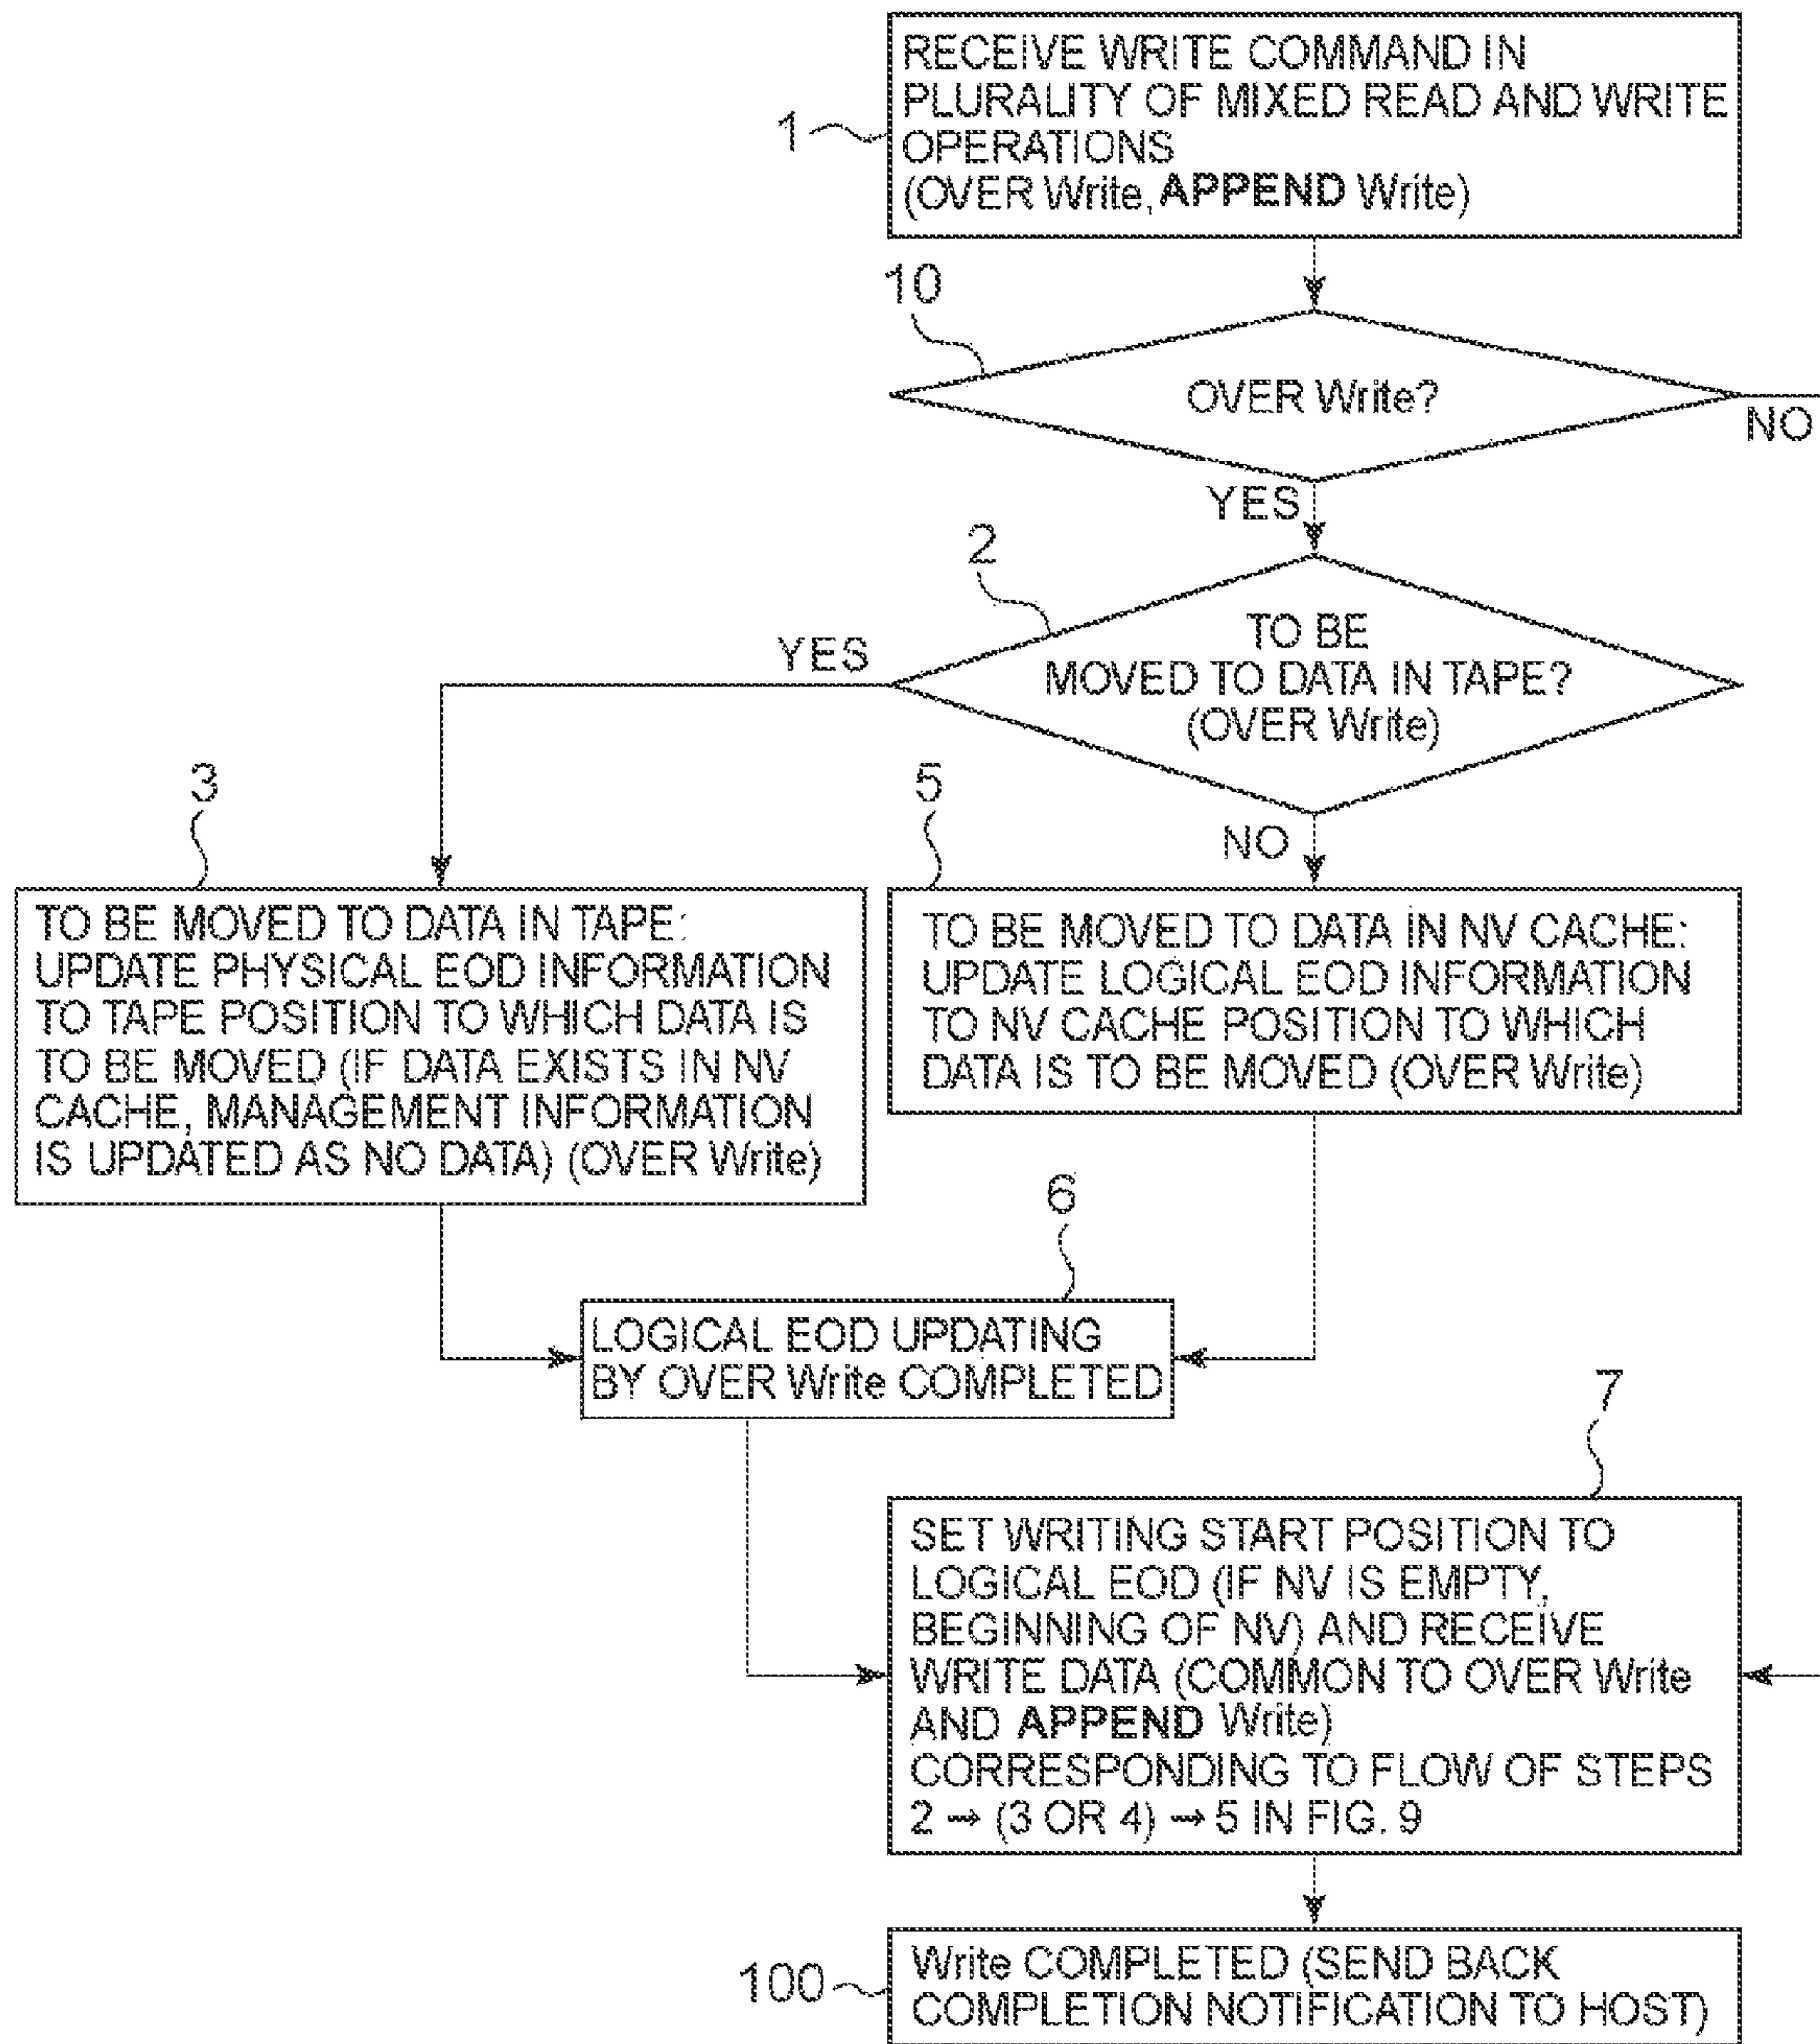 1
RECEIVE WRITE COMMAND IN
PLURALITY OF MIXED READ AND WRITE
OPERATIONS
(OVER Write, APPEND Write)
10
OVER Write?
NO
YES
2
TO BE
MOVED TO DATA IN TAPE?
(OVER Write)
YES
NO
3
TO BE MOVED TO DATA IN TAPE:
UPDATE PHYSICAL EOD INFORMATION
TO TAPE POSITION TO WHICH DATA IS
TO BE MOVED (IF DATA EXISTS IN NV
CACHE, MANAGEMENT INFORMATION
IS UPDATED AS NO DATA) (OVER Write)
5
TO BE MOVED TO DATA IN NV CACHE:
UPDATE LOGICAL EOD INFORMATION
TO NV CACHE POSITION TO WHICH
DATA IS TO BE MOVED (OVER Write)
6
LOGICAL EOD UPDATING
BY OVER Write COMPLETED
7
SET WRITING START POSITION TO
LOGICAL EOD (IF NV IS EMPTY,
BEGINNING OF NV) AND RECEIVE
WRITE DATA (COMMON TO OVER Write
AND APPEND Write)
CORRESPONDING TO FLOW OF STEPS
2 → (3 OR 4) → 5 IN FIG. 9
100
Write COMPLETED (SEND BACK
COMPLETION NOTIFICATION TO HOST)